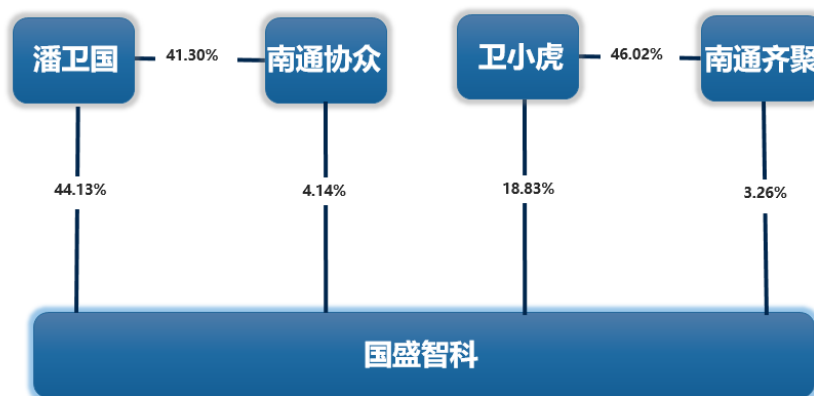 潘卫国
41.30%
南通协众
卫小虎
46.02%
南通齐聚
44.13%
4.14%
18.83%
3.26%
国盛智科